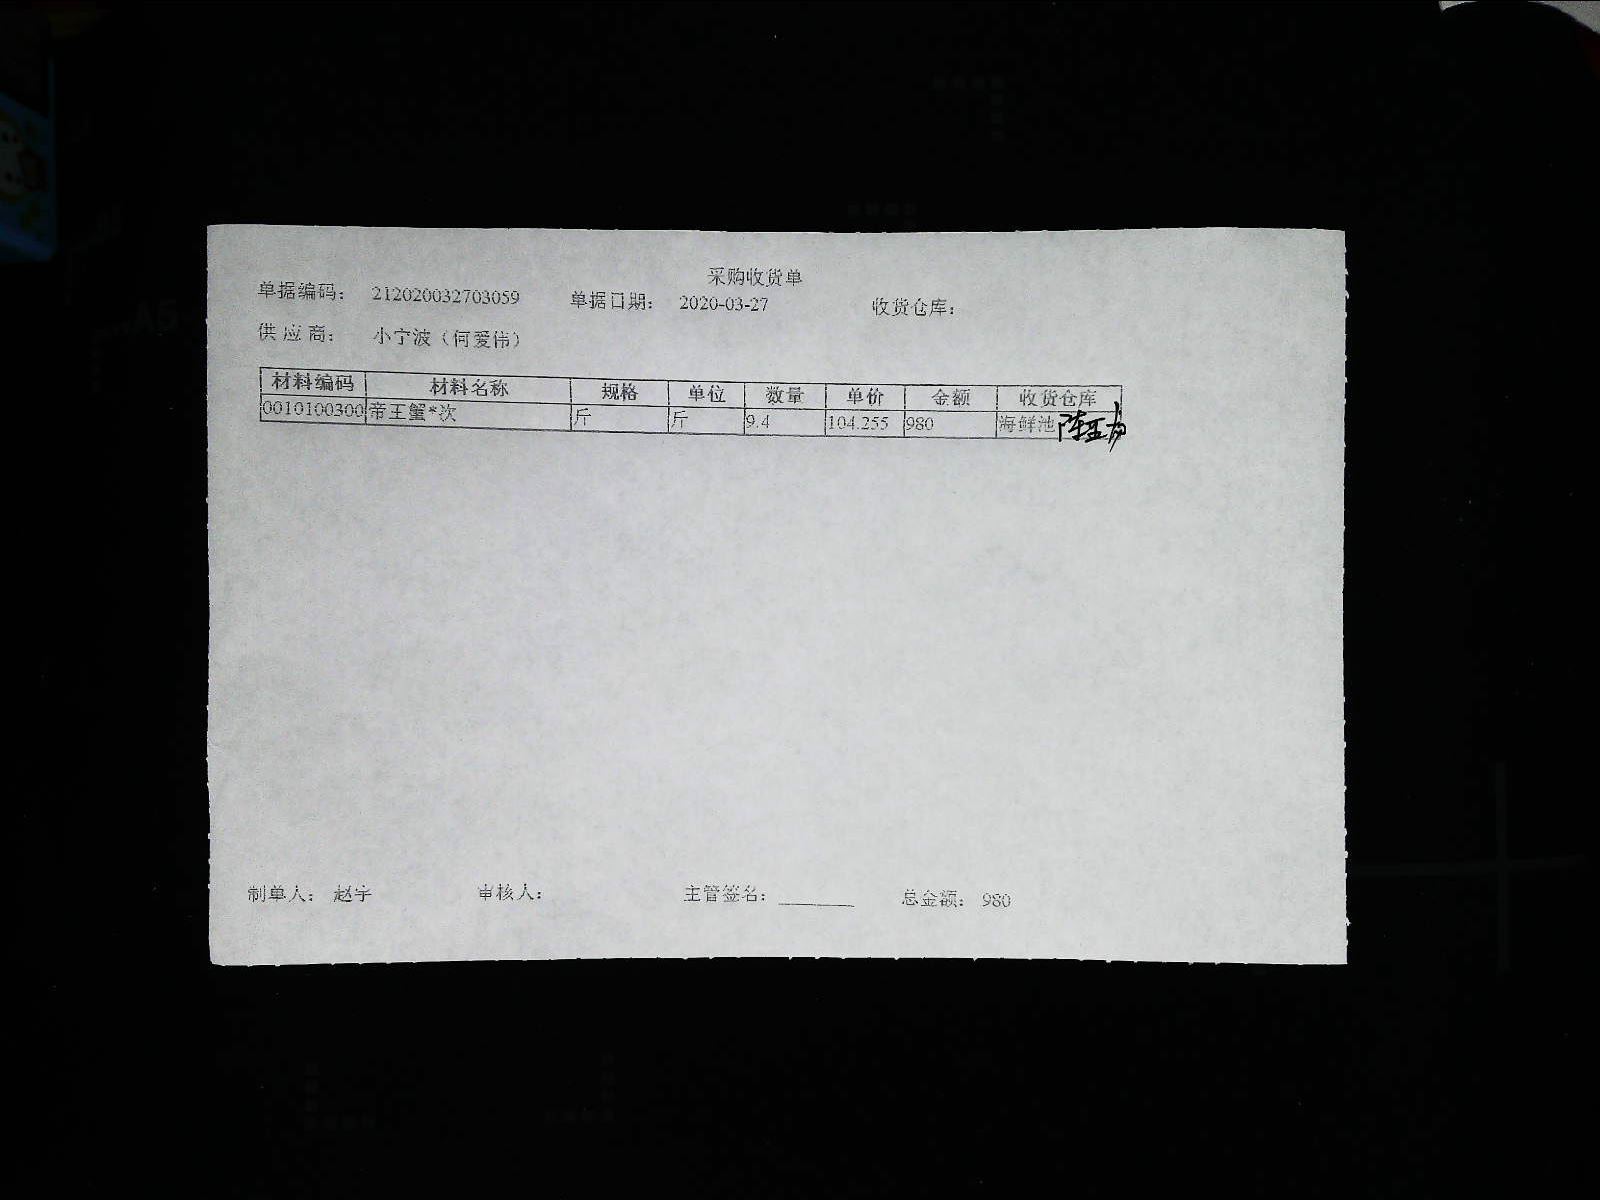 采购收货单
单据编码： 212020032703059 单据日期： 2020-03-27 收货仓库：
供 应 商： 小宁波（何爱伟）
材料编码 材料名称 规格 单位 数量 单价 金额 收货仓库
0010100300 帝王蟹*次 斤 斤 9.4 104.255 980 海鲜池
制单人： 赵宇 审核人： 主管签名： ________ 总金额： 980